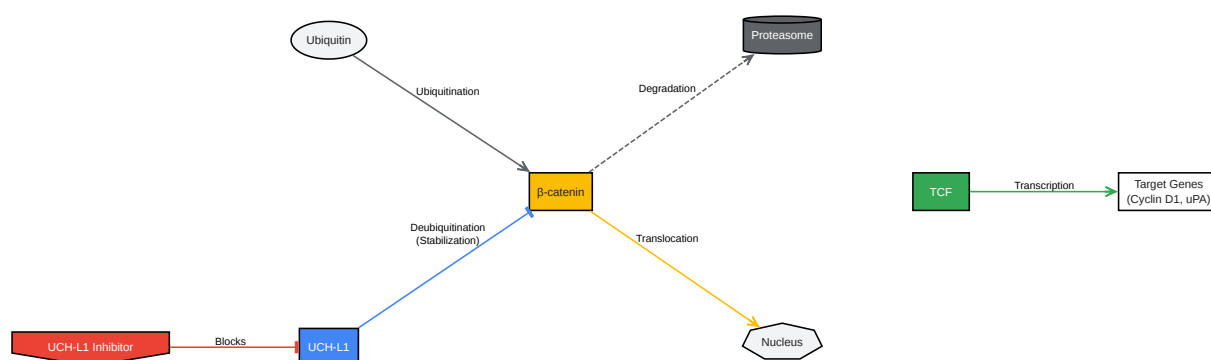 Ubiquitin
Proteasome
Ubiquitination
Degradation
β-catenin
TCF
Transcription
Target Genes
(Cyclin D1, uPA)
Deubiquitination
(Stabilization)
Translocation
UCH-L1 Inhibitor
Blocks
UCH-L1
Nucleus